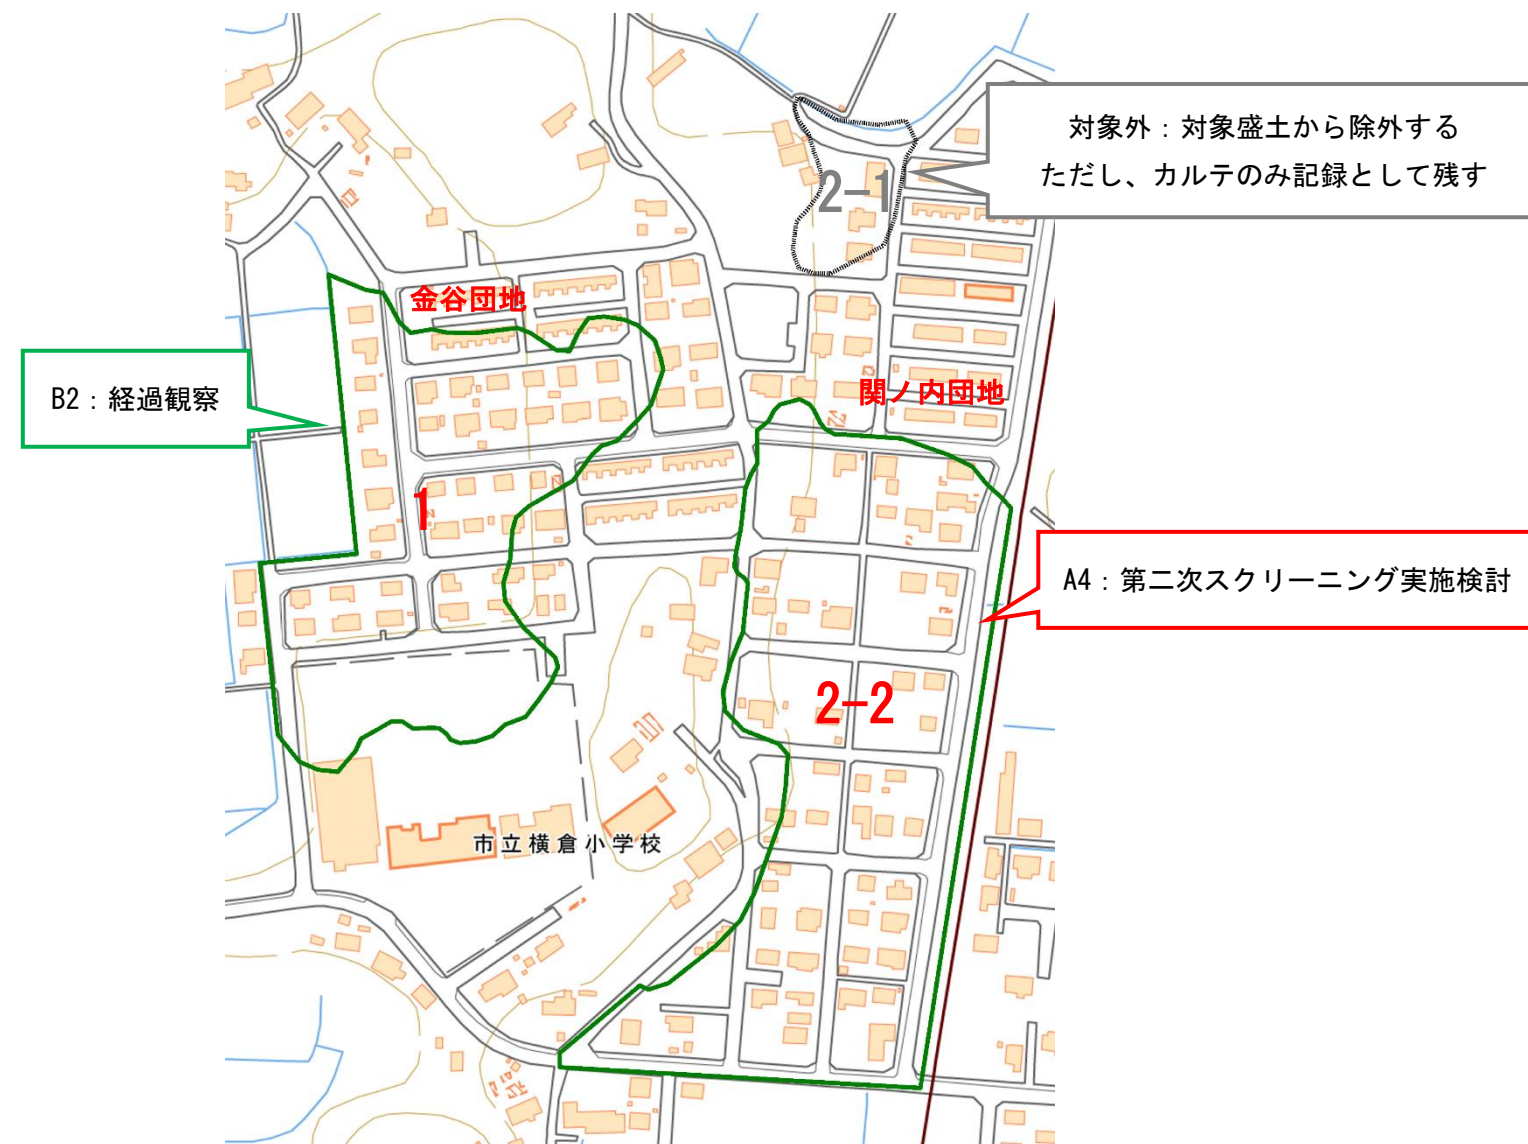 対象外：対象盛土から除外する
ただし、カルテのみ記録として残す
2-1
金谷団地
B2：経過観察
関ノ内団地
1
A4：第二次スクリーニング実施検討
2-2
市立横倉小学校